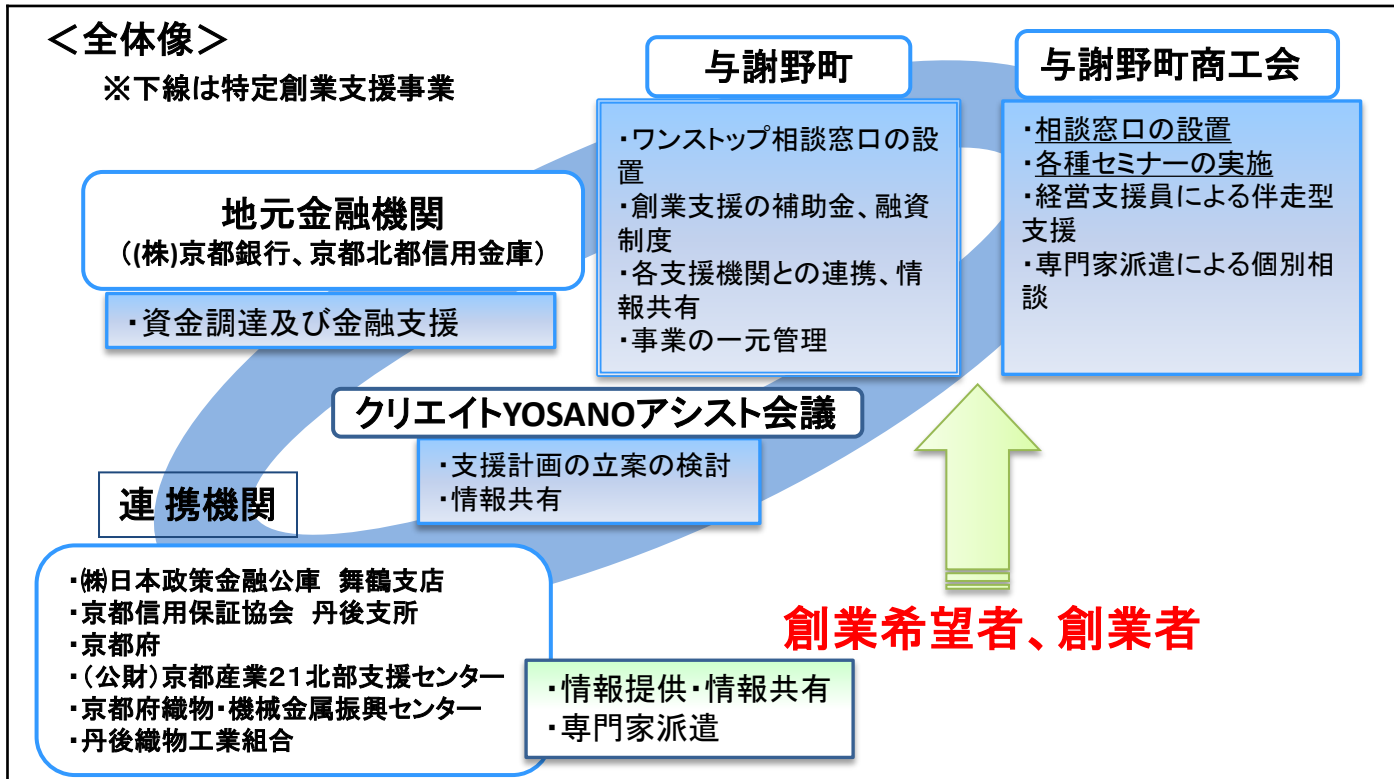 ＜全体像＞
※下線は特定創業支援事業
与謝野町
・ワンストップ相談窓口の設
置
・創業支援の補助金、融資
制度
・各支援機関との連携、情
報共有
・事業の一元管理
与謝野町商工会
・相談窓口の設置
・各種セミナーの実施
・経営支援員による伴走型
支援
・専門家派遣による個別相
談
地元金融機関
（(株)京都銀行、京都北都信用金庫）
・資金調達及び金融支援
クリエイトYOSANOアシスト会議
・支援計画の立案の検討
・情報共有
連 携機関
・㈱日本政策金融公庫　舞鶴支店
・京都信用保証協会　丹後支所
・京都府
・（公財）京都産業２１北部支援センター
・京都府織物・機械金属振興センター
・丹後織物工業組合
・情報提供・情報共有
・専門家派遣
創業希望者、創業者